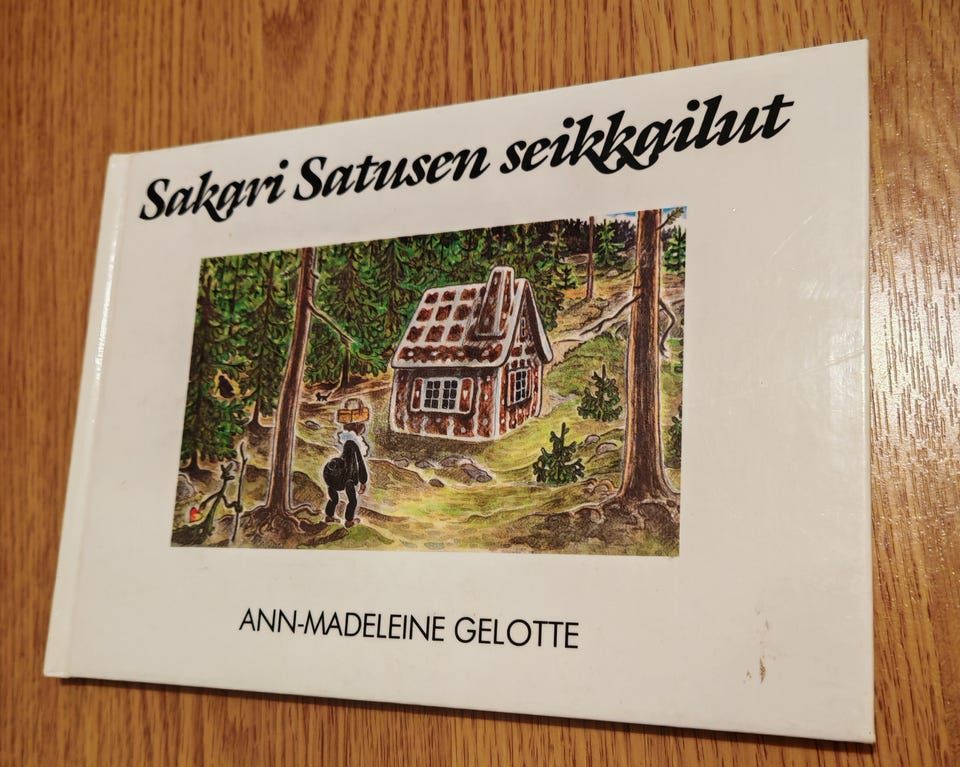 Sakari Satusen seikkailut
ANN-MADELEINE GELOTTE